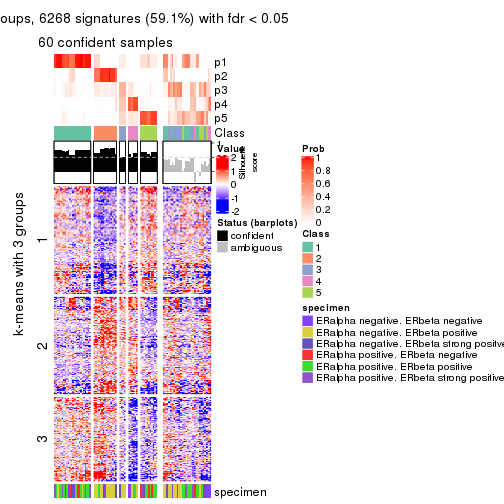 oups, 6268 signatures (59.1%) with fdr < 0.05
60 confident samples
p1
p2
p3
p4
p5
Class
1
Silhouette
score
Value
2
1
0
-1
-2
Status (barplots)
confident
ambiguous
Prob
1
0.8
0.6
0.4
0.2
0
Class
1
2
3
4
5
specimen
ERalpha negative. ERbeta negative
ERalpha negative. ERbeta positive
ERalpha negative. ERbeta strong positive
ERalpha positive. ERbeta negative
ERalpha positive. ERbeta positive
ERalpha positive. ERbeta strong positive
k-means with 3 groups
1
2
3
specimen